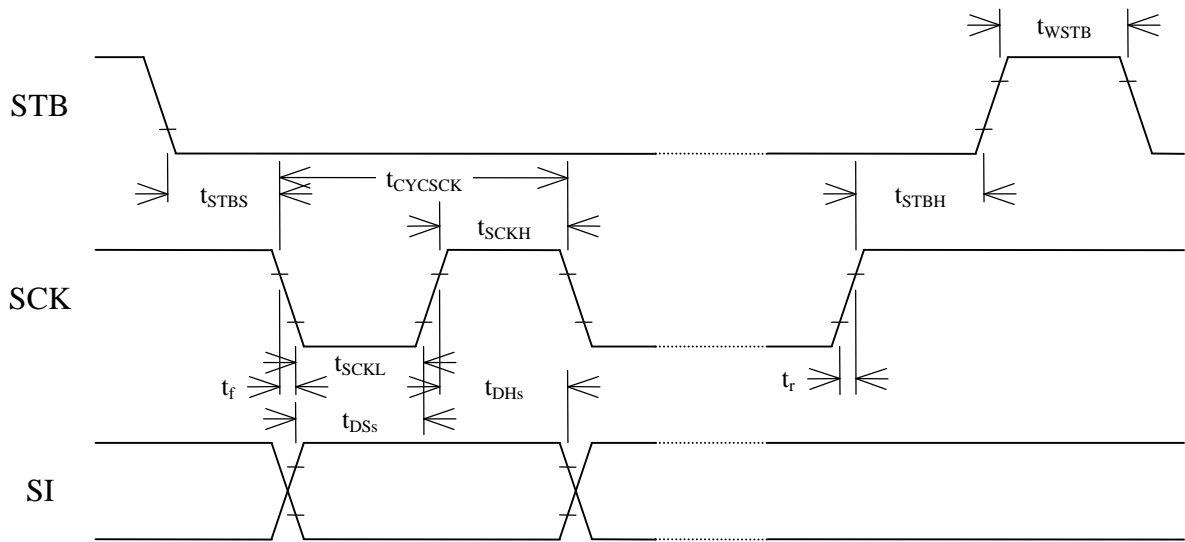 t_WSTB
STB
t_CYCSCK
t_STBS
t_STBH
t_SCKH
SCK
t_SCKL
t_f
t_DHs
t_r
t_DSs
SI